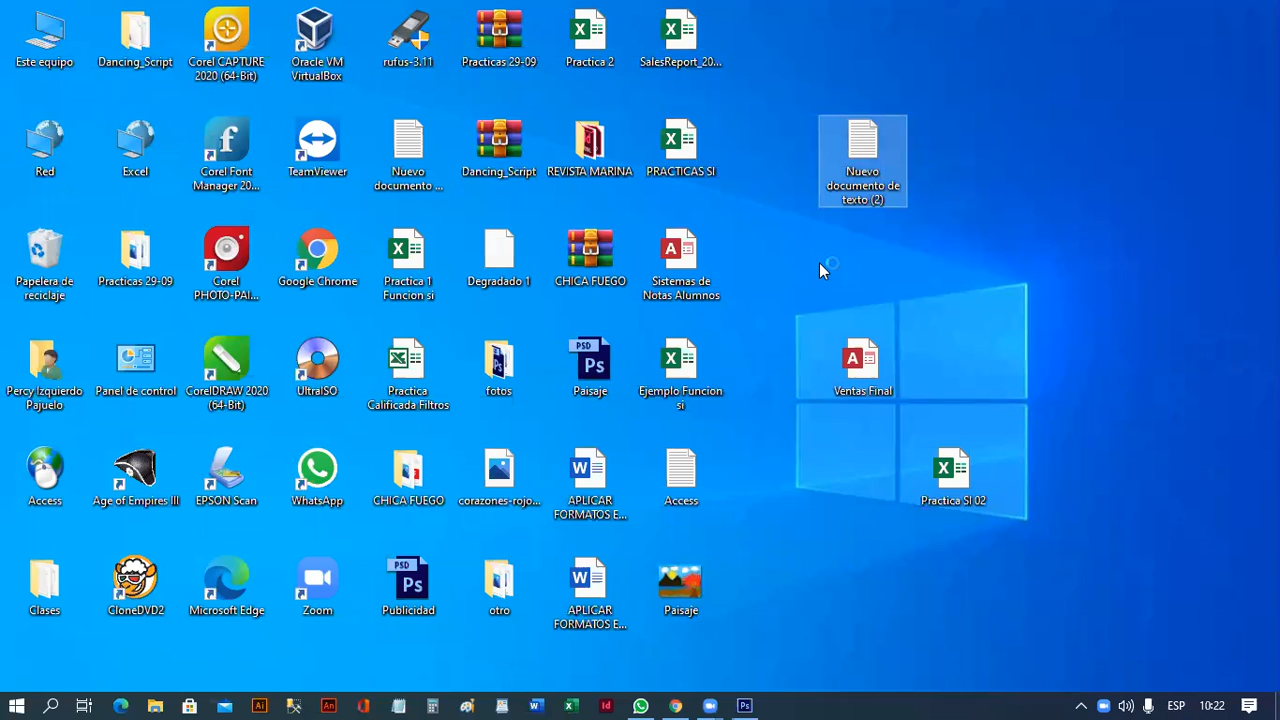 Este equipo
Dancing_Script
Corel CAPTURE
2020 (64-Bit)
Oracle VM
VirtualBox
rufus-3.11
Practicas 29-09
Practica 2
SalesReport_20...
Red
Excel
Corel Font
Manager 20...
TeamViewer
Nuevo
documento ...
Dancing_Script
REVISTA MARINA
PRACTICAS SI
Nuevo
documento de
texto (2)
Papelera de
reciclaje
Practicas 29-09
Corel
PHOTO-PAI...
Google Chrome
Practica 1
Funcion si
Degradado 1
CHICA FUEGO
Sistemas de
Notas Alumnos
Percy Izquierdo
Pajuelo
Panel de control
CorelDRAW 2020
(64-Bit)
UltraISO
Practica
Calificada Filtros
fotos
PSD
Ps
Paisaje
Ejemplo Funcion
si
Ventas Final
Access
Age of Empires III
EPSON Scan
WhatsApp
CHICA FUEGO
corazones-rojo...
APLICAR
FORMATOS E...
Access
Practica SI 02
Clases
CloneDVD2
Microsoft Edge
Zoom
PSD
Ps
Publicidad
otro
APLICAR
FORMATOS E...
Paisaje
ESP
10:22